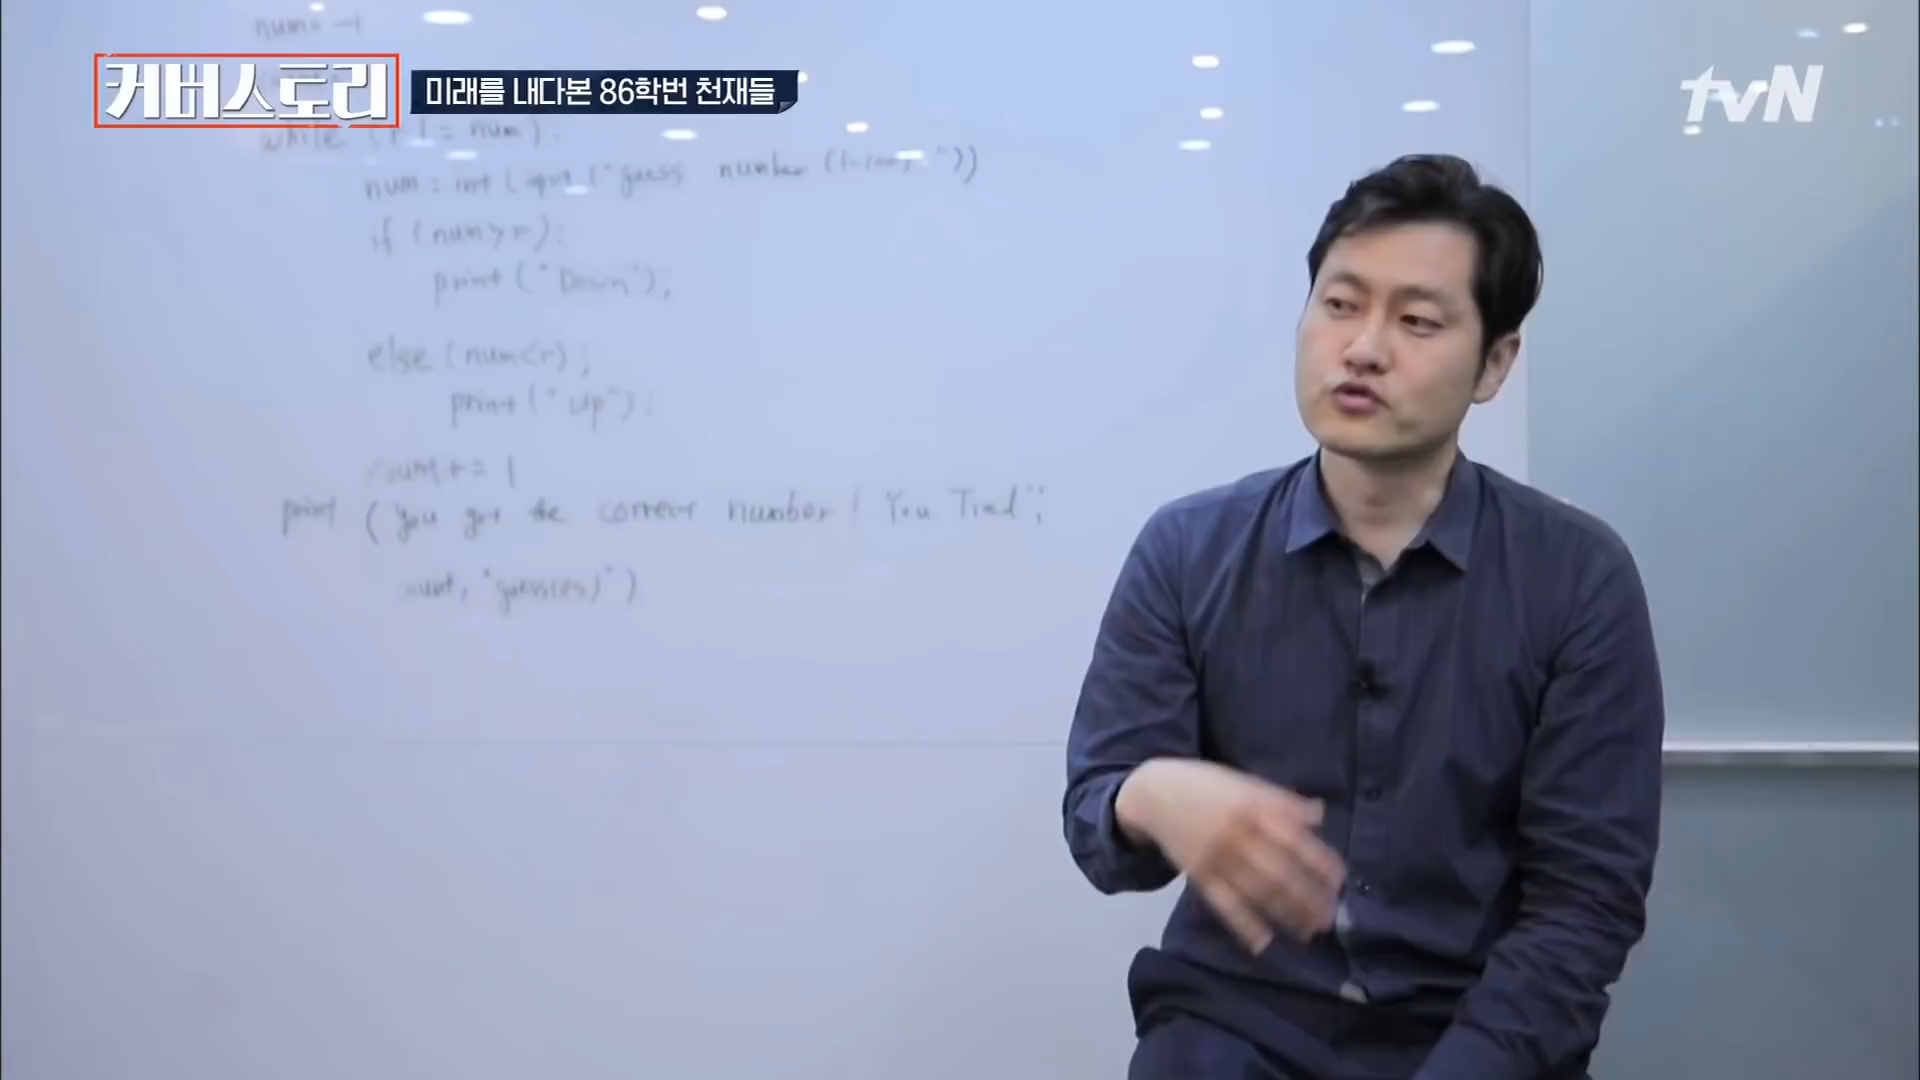 num = -1
커버스토리
미래를 내다본 86학번 천재들
tvN
while (r != num):
num = int (input ("guess number (1-100) : "))
if (num > r):
print ("Down");
else (num < r);
print ("Up");
count += 1
print ("You got the correct number! You Tried",
count, "guess(es)")